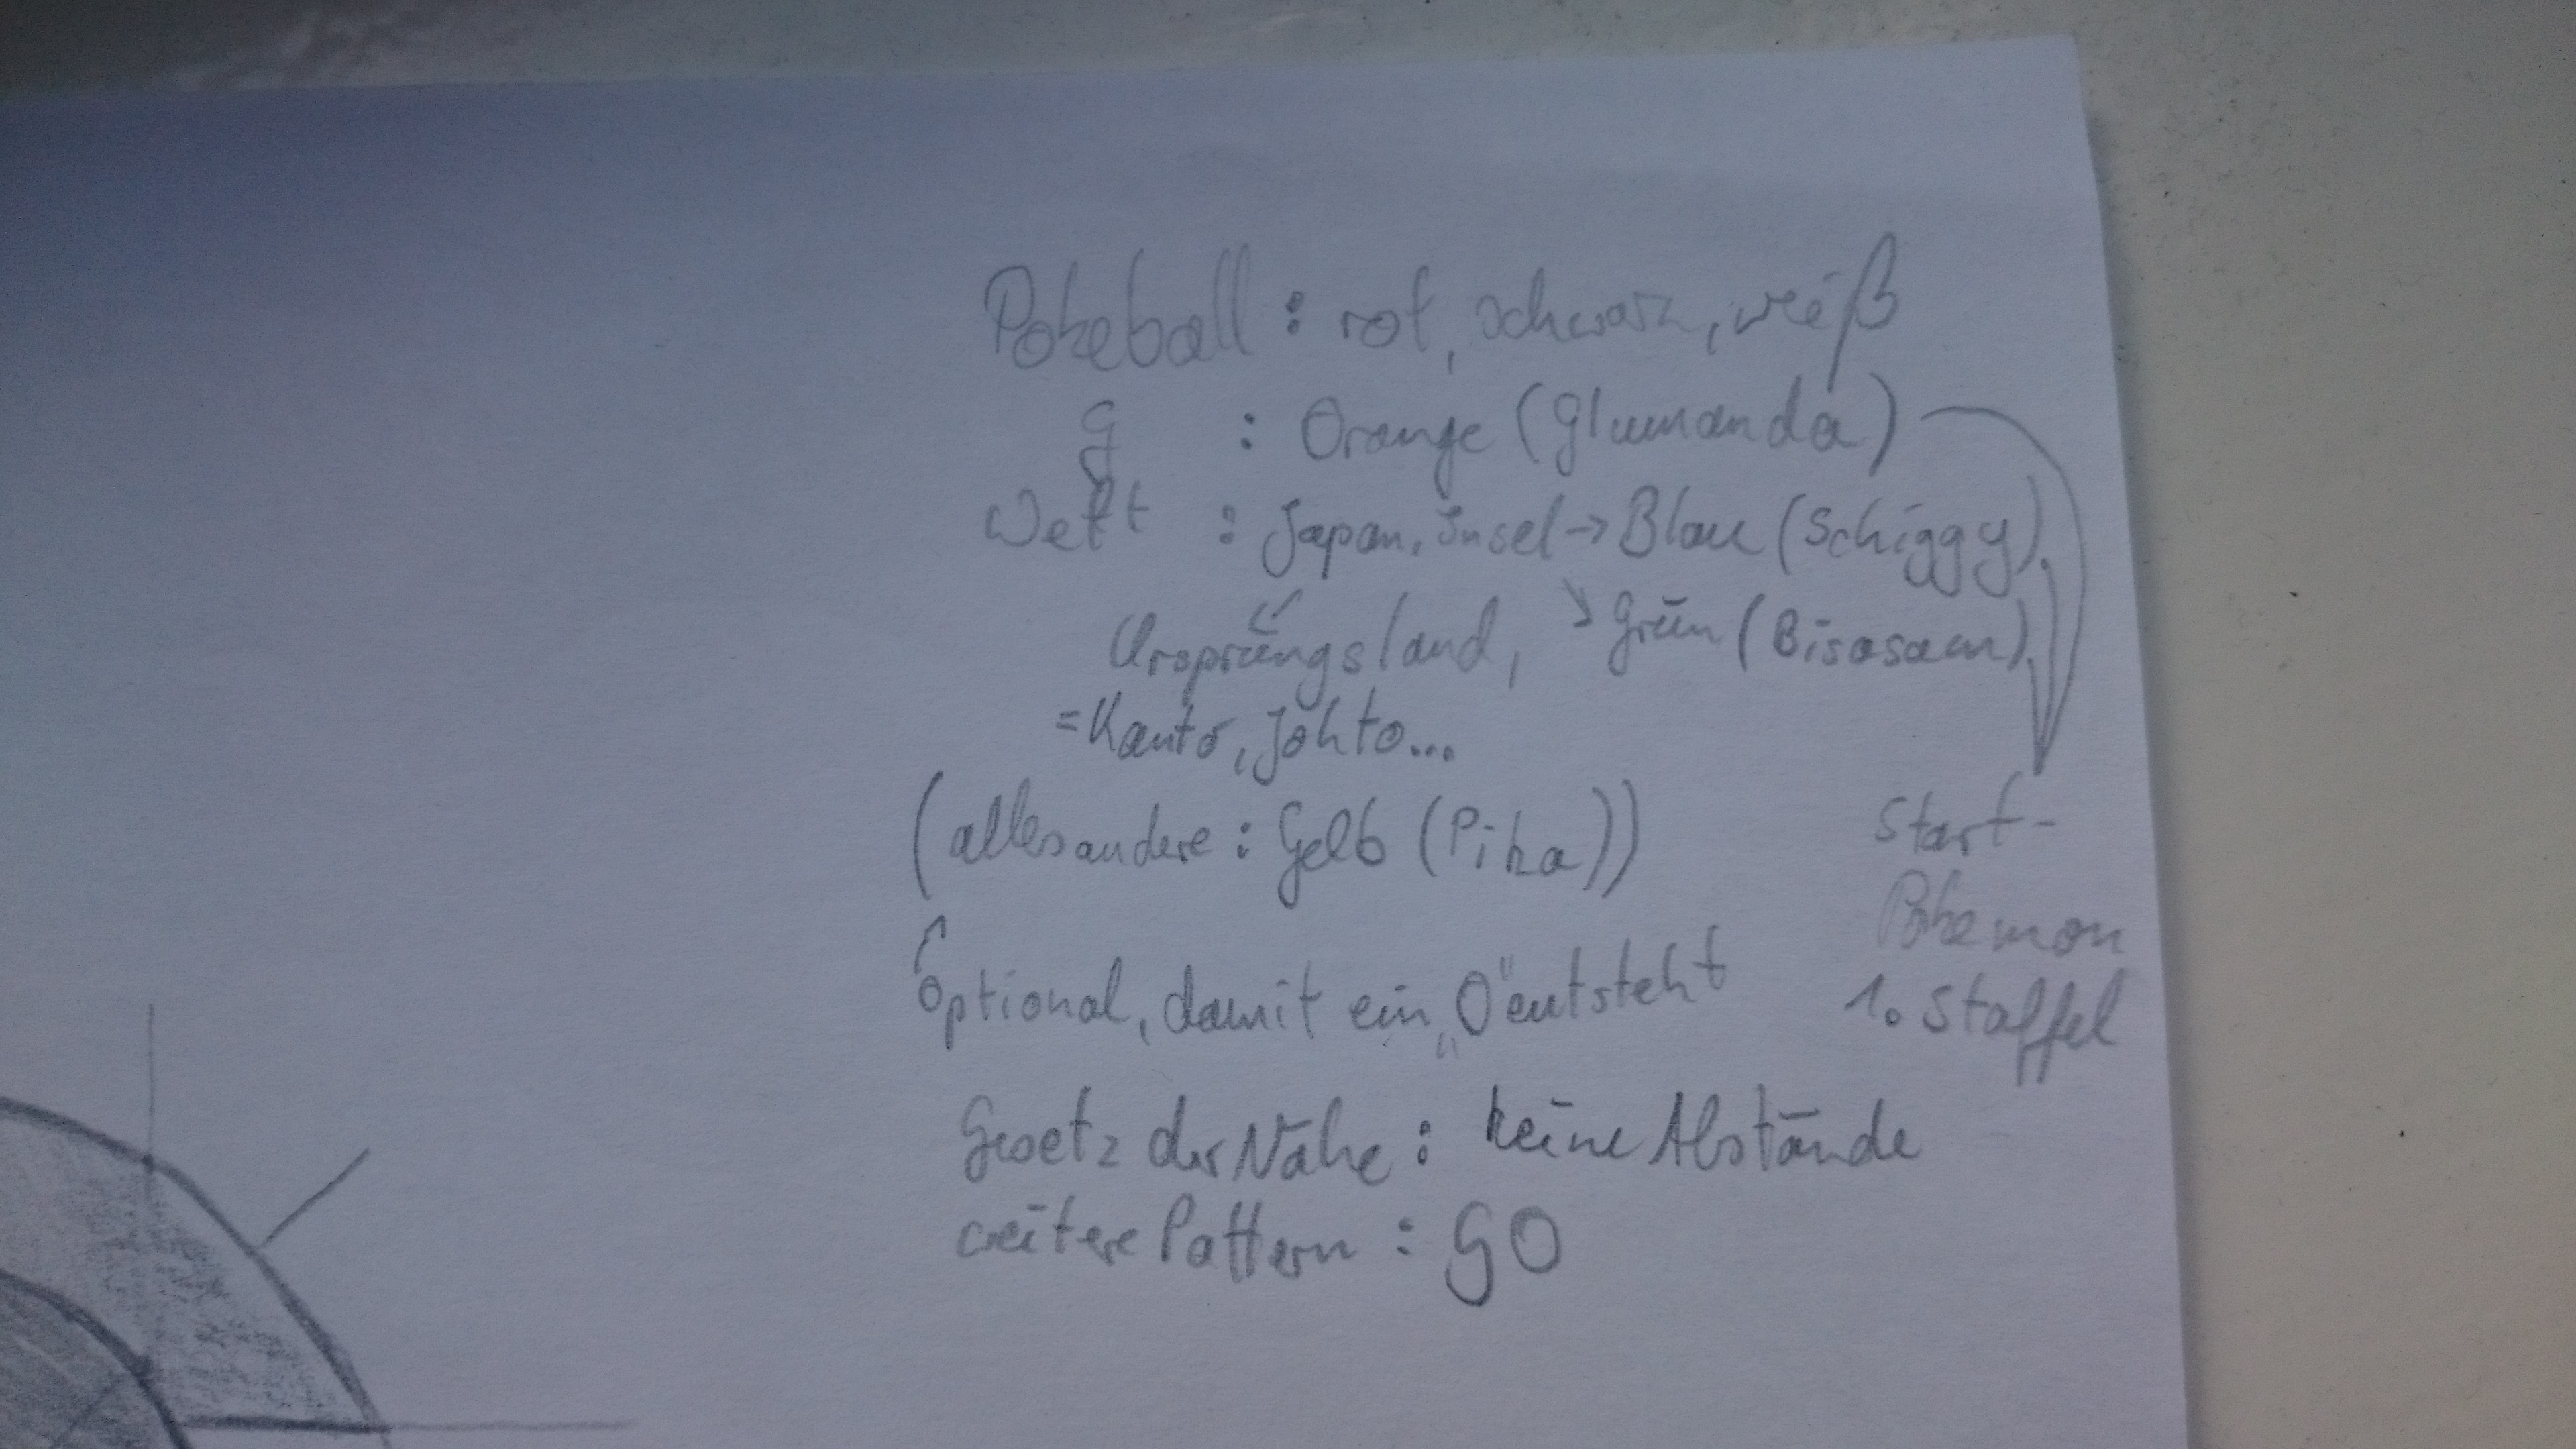 Pokeball : rot, schwarz, weiß
G : Orange (Glumanda)
Welt : Japan, Insel → Blau (Schiggy),
Ursprungsland, ↘ Grün (Bisasam),
= Kanto, Johto...
(alles andere : Gelb (Pika))
Start-
Pokemon
1. Staffel
optional, damit ein „O" entsteht
Gesetz der Nähe : keine Abstände
weitere Pattern : GO